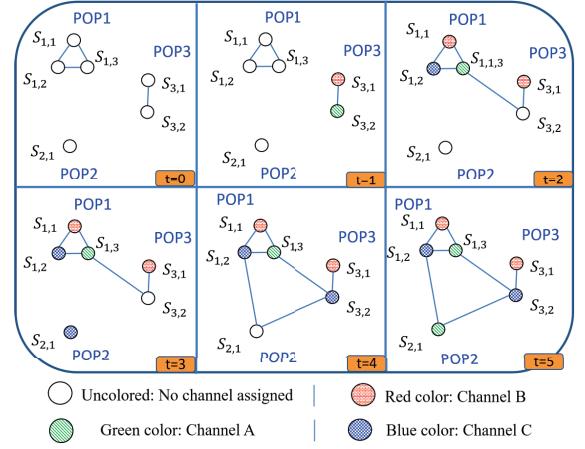 POP1
S1,1
S1,2
S1,3
POP3
S3,1
S3,2
S2,1
POP2
t=0
POP1
S1,1
S1,2
S1,3
POP3
S3,1
S3,2
S2,1
POP2
t=1
POP1
S1,1
S1,2
S1,1,3
POP3
S3,1
S3,2
S2,1
POP2
t=2
POP1
S1,1
S1,2
S1,3
POP3
S3,1
S3,2
S2,1
POP2
t=3
POP1
S1,1
S1,2
S1,3
POP3
S3,1
S3,2
S2,1
POP2
t=4
POP1
S1,1
S1,2
S1,3
POP3
S3,1
S3,2
S2,1
POP2
t=5
Uncolored: No channel assigned
Red color: Channel B
Green color: Channel A
Blue color: Channel C